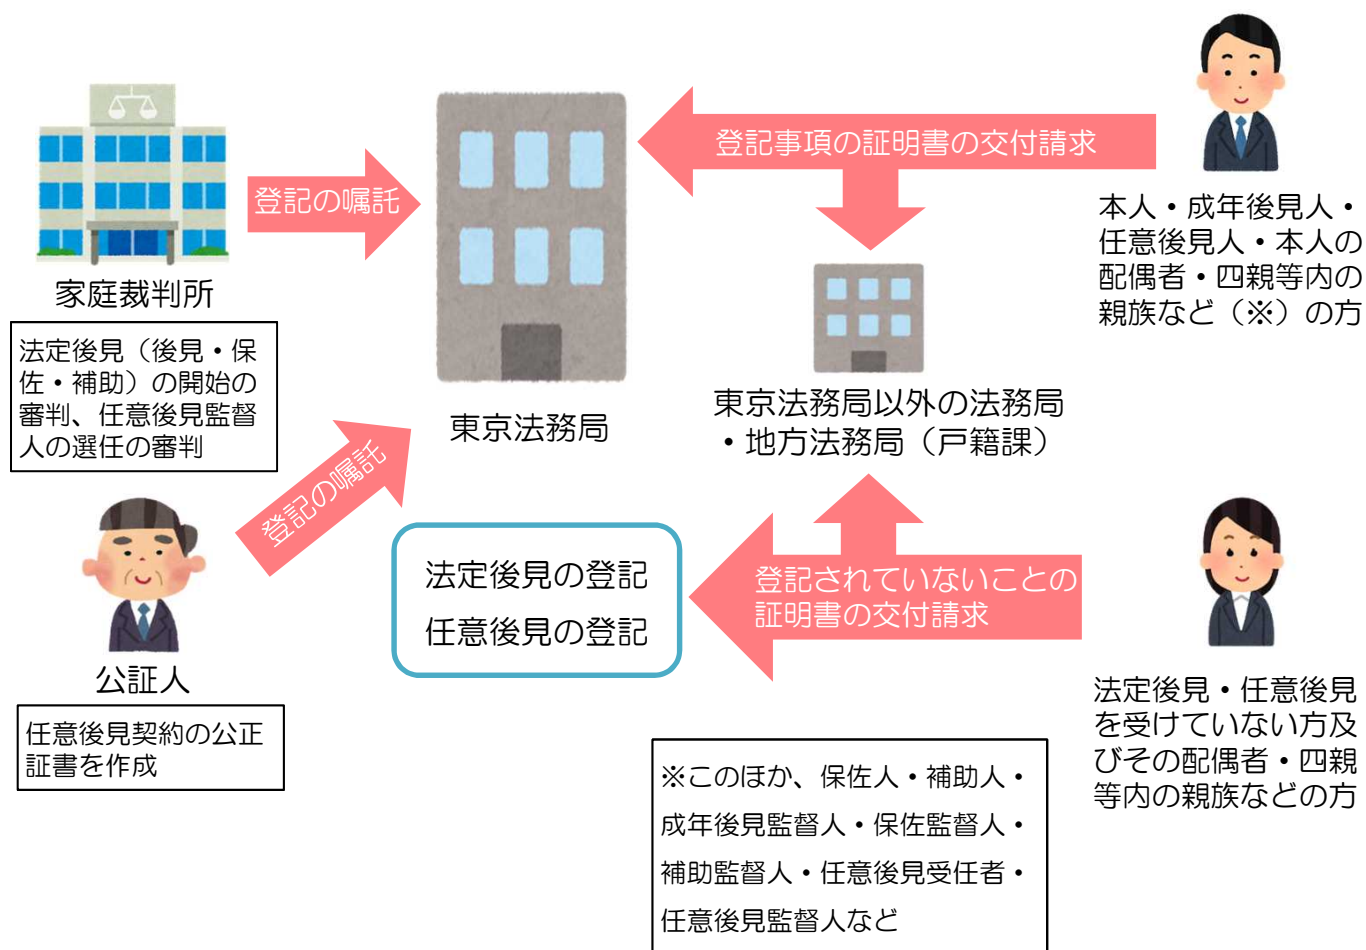 登記事項の証明書の交付請求
登記の嘱託
本人・成年後見人・
任意後見人・本人の
配偶者・四親等内の
親族など（※）の方
家庭裁判所
法定後見（後見・保
佐・補助）の開始の
審判、任意後見監督
人の選任の審判
東京法務局
東京法務局以外の法務局
・地方法務局（戸籍課）
登記の嘱託
公証人
任意後見契約の公正
証書を作成
法定後見の登記
任意後見の登記
登記されていないことの
証明書の交付請求
法定後見・任意後見
を受けていない方及
びその配偶者・四親
等内の親族などの方
※このほか、保佐人・補助人・
成年後見監督人・保佐監督人・
補助監督人・任意後見受任者・
任意後見監督人など